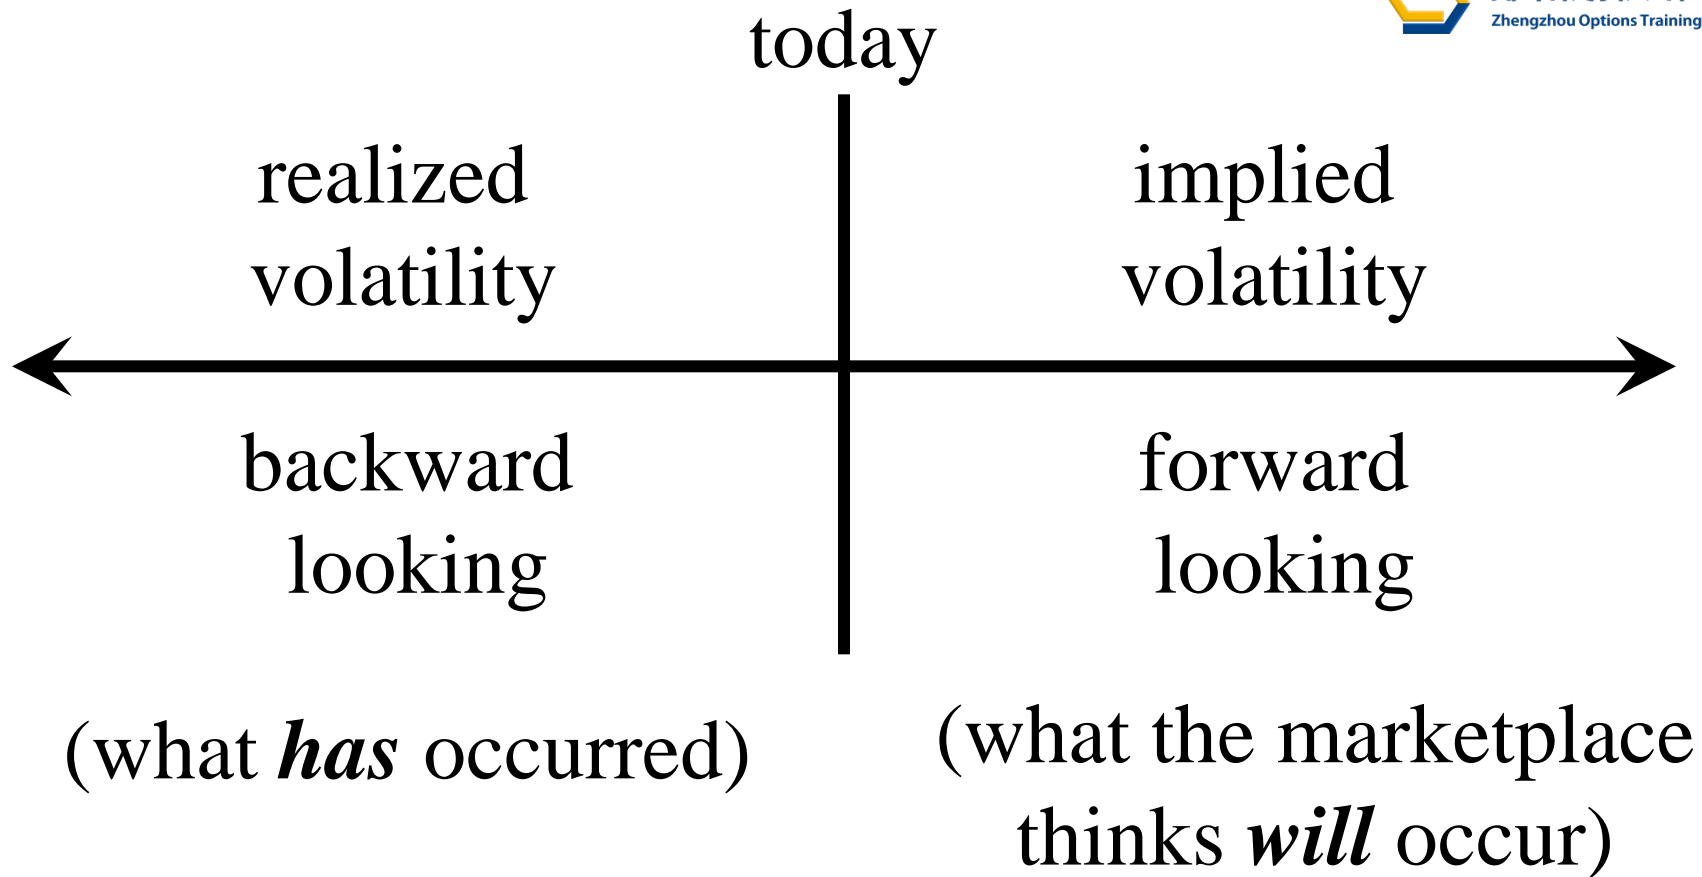 Zhengzhou Options Training
today
realized
volatility
implied
volatility
backward
looking
forward
looking
(what has occurred)
(what the marketplace
thinks will occur)